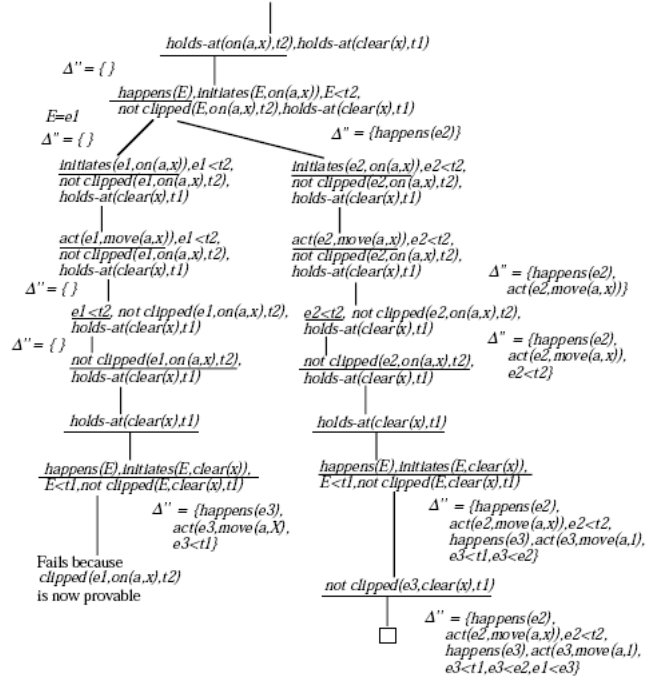 holds-at(on(a,x),t2),holds-at(clear(x),t1)
Δ''= { }
happens(E),initiates(E,on(a,x)),E<t2,
not clipped(E,on(a,x),t2),holds-at(clear(x),t1)
E=e1
Δ''= { }
Δ'' = {happens(e2)}
initiates(e1,on(a,x)),e1<t2,
not clipped(e1,on(a,x),t2),
holds-at(clear(x),t1)
initiates(e2,on(a,x)),e2<t2,
not clipped(e2,on(a,x),t2),
holds-at(clear(x),t1)
act(e1,move(a,x)),e1<t2,
not clipped(e1,on(a,x),t2),
holds-at(clear(x),t1)
act(e2,move(a,x)),e2<t2,
not clipped(e2,on(a,x),t2),
holds-at(clear(x),t1)
Δ''= { }
Δ'' = {happens(e2),
act(e2,move(a,x))}
e1<t2, not clipped(e1,on(a,x),t2),
holds-at(clear(x),t1)
e2<t2, not clipped(e2,on(a,x),t2),
holds-at(clear(x),t1)
Δ''= { }
Δ'' = {happens(e2),
act(e2,move(a,x)),
e2<t2}
not clipped(e1,on(a,x),t2),
holds-at(clear(x),t1)
not clipped(e2,on(a,x),t2),
holds-at(clear(x),t1)
holds-at(clear(x),t1)
holds-at(clear(x),t1)
happens(E),initiates(E,clear(x)),
E<t1,not clipped(E,clear(x),t1)
happens(E),initiates(E,clear(x)),
E<t1,not clipped(E,clear(x),t1)
Δ'' = {happens(e3),
act(e3,move(a,X),
e3<t1}
Δ'' = {happens(e2),
act(e2,move(a,x)),e2<t2,
happens(e3),act(e3,move(a,1),
e3<t1,e3<e2}
Fails because
clipped(e1,on(a,x),t2)
is now provable
not clipped(e3,clear(x),t1)
Δ'' = {happens(e2),
act(e2,move(a,x)),e2<t2,
happens(e3),act(e3,move(a,1),
e3<t1,e3<e2,e1<e3}